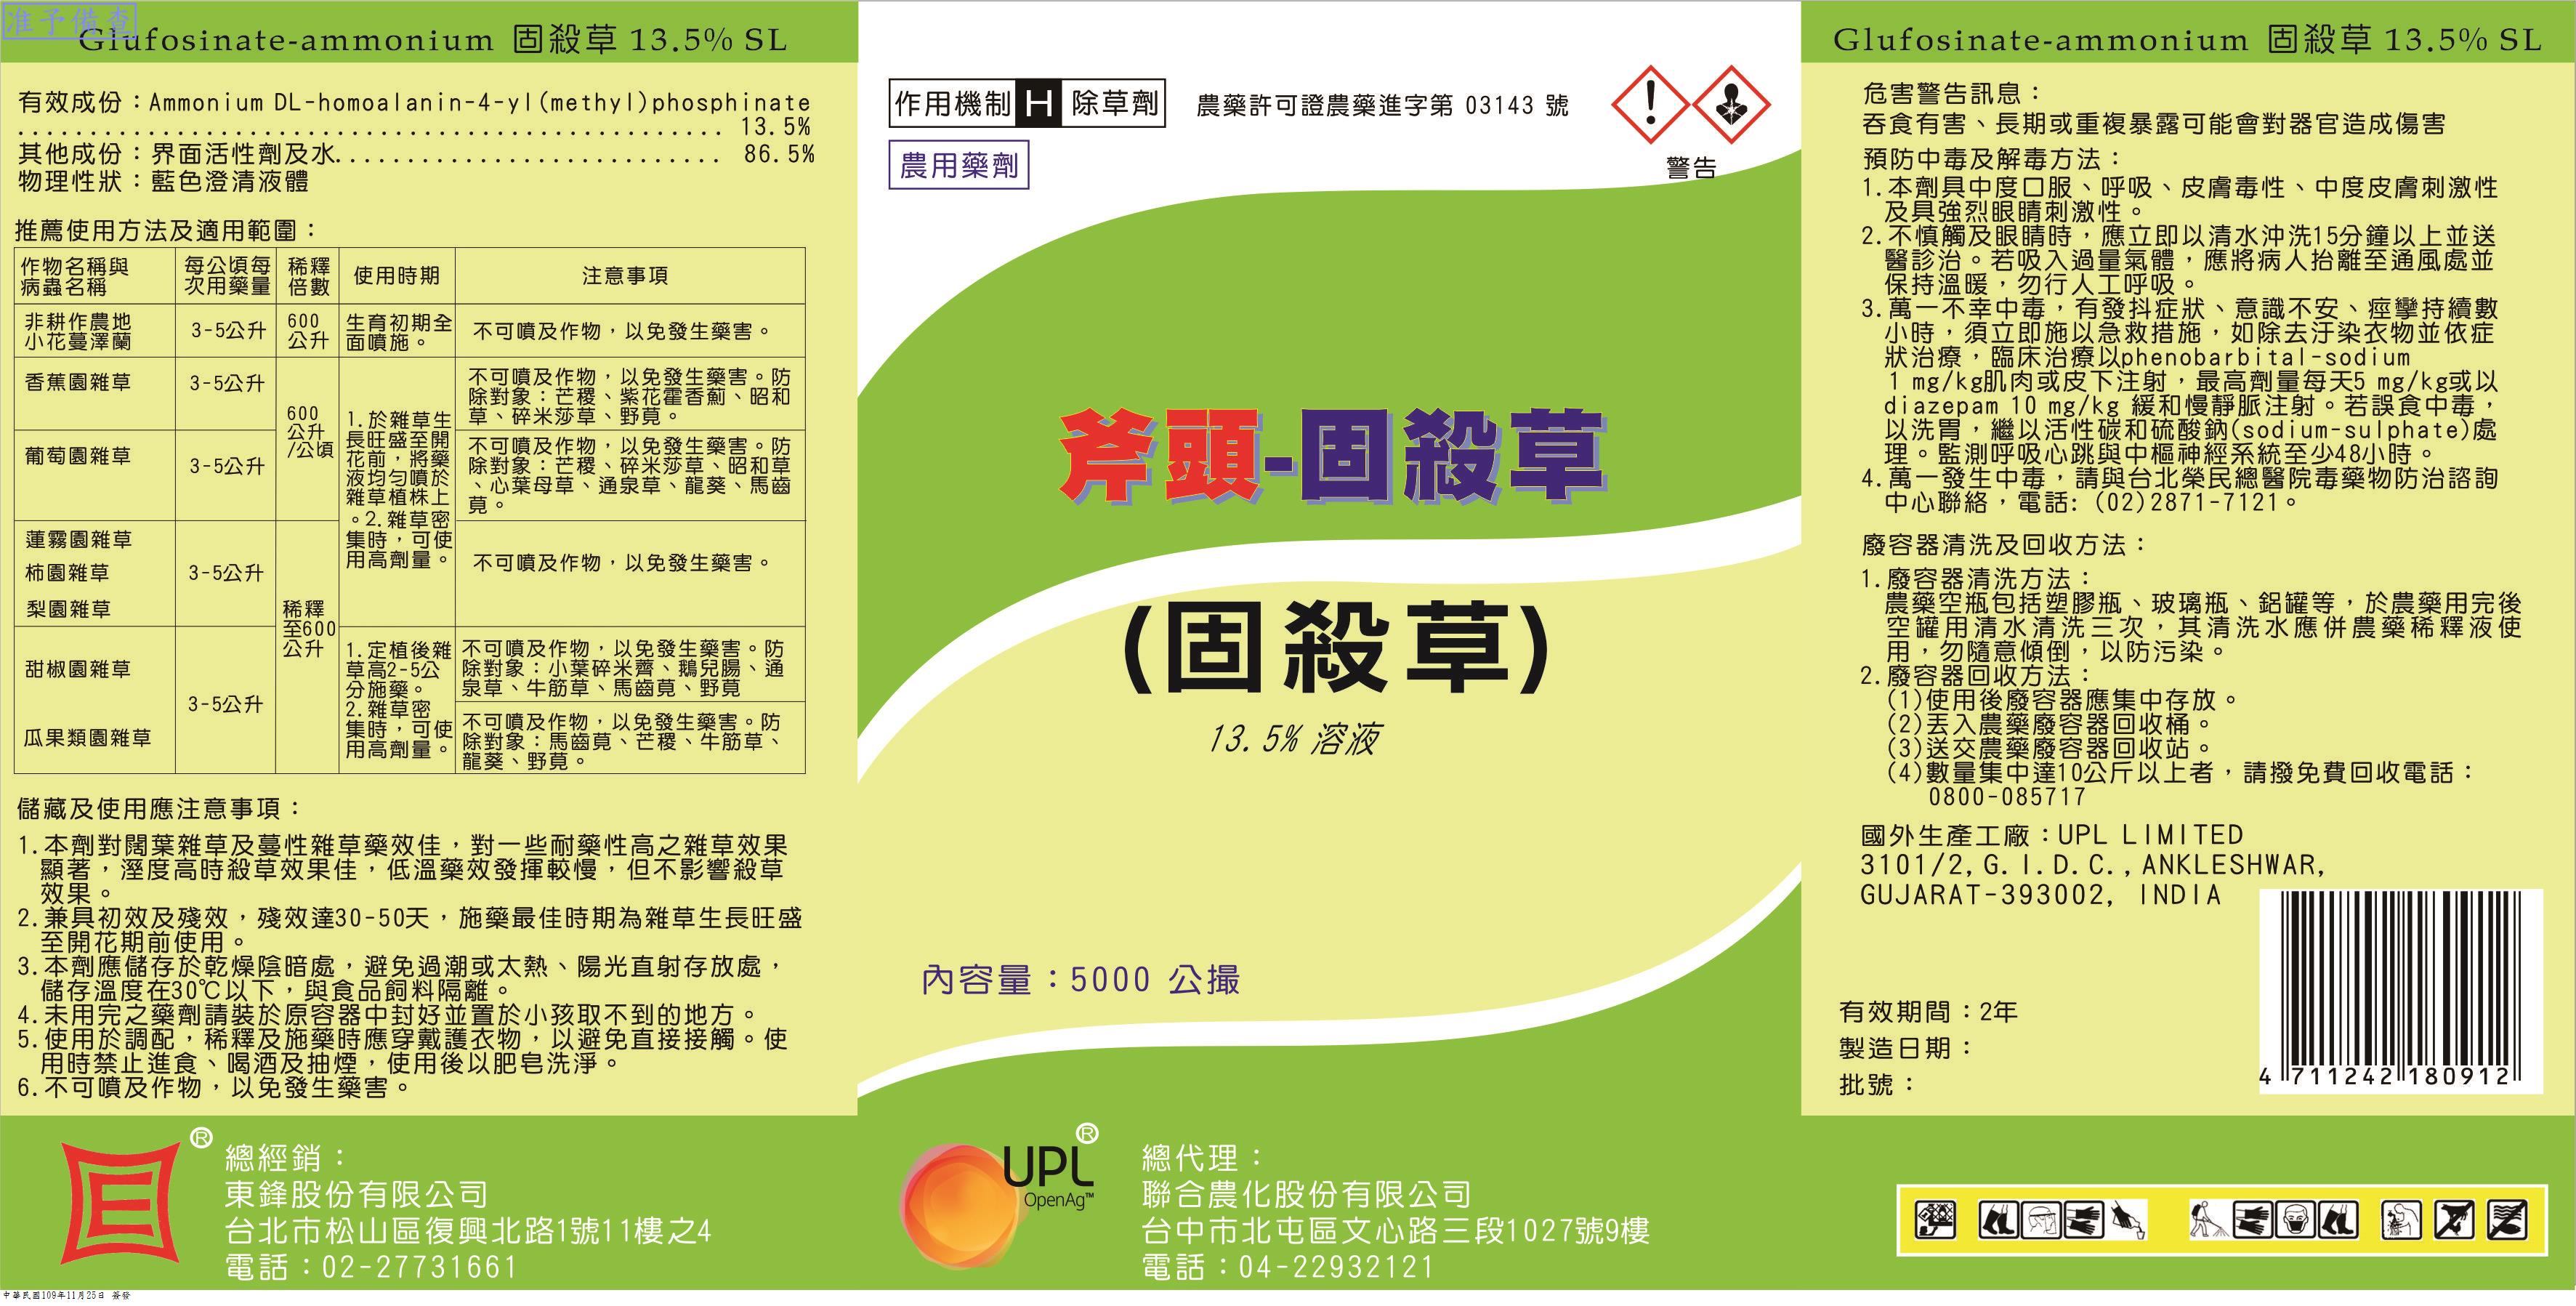 准予備查
Glufosinate-ammonium 固殺草 13.5% SL
有效成份：Ammonium DL-homoalanin-4-yl(methyl)phosphinate
................................................ 13.5%
其他成份：界面活性劑及水........................... 86.5%
物理性狀：藍色澄清液體
推薦使用方法及適用範圍：
作物名稱與
病蟲名稱
每公頃每
次用藥量
稀釋
倍數
使用時期
注意事項
非耕作農地
小花蔓澤蘭
3-5公升
600
公升
生育初期全
面噴施。
不可噴及作物，以免發生藥害。
香蕉園雜草
3-5公升
600
公升
/公頃
1.於雜草生
長旺盛至開
花前，將藥
液均勻噴於
雜草植株上
。2.雜草密
集時，可使
用高劑量。
不可噴及作物，以免發生藥害。防
除對象：芒稷、紫花霍香薊、昭和
草、碎米莎草、野莧。
葡萄園雜草
3-5公升
不可噴及作物，以免發生藥害。防
除對象：芒稷、碎米莎草、昭和草
、心葉母草、通泉草、龍葵、馬齒
莧。
蓮霧園雜草
柿園雜草
梨園雜草
3-5公升
稀釋
至600
公升
不可噴及作物，以免發生藥害。
甜椒園雜草
瓜果類園雜草
3-5公升
1.定植後雜
草高2-5公
分施藥。
2.雜草密
集時，可使
用高劑量。
不可噴及作物，以免發生藥害。防
除對象：小葉碎米薺、鵝兒腸、通
泉草、牛筋草、馬齒莧、野莧
不可噴及作物，以免發生藥害。防
除對象：馬齒莧、芒稷、牛筋草、
龍葵、野莧。
儲藏及使用應注意事項：
1.本劑對闊葉雜草及蔓性雜草藥效佳，對一些耐藥性高之雜草效果
顯著，溼度高時殺草效果佳，低溫藥效發揮較慢，但不影響殺草
效果。
2.兼具初效及殘效，殘效達30-50天，施藥最佳時期為雜草生長旺盛
至開花期前使用。
3.本劑應儲存於乾燥陰暗處，避免過潮或太熱、陽光直射存放處，
儲存溫度在30℃以下，與食品飼料隔離。
4.未用完之藥劑請裝於原容器中封好並置於小孩取不到的地方。
5.使用於調配，稀釋及施藥時應穿戴護衣物，以避免直接接觸。使
用時禁止進食、喝酒及抽煙，使用後以肥皂洗淨。
6.不可噴及作物，以免發生藥害。
®
總經銷：
東鋒股份有限公司
台北市松山區復興北路1號11樓之4
電話：02-27731661
中華民國109年11月25日 簽發
作用機制 H 除草劑
農藥許可證農藥進字第 03143 號
農用藥劑
警告
斧頭-固殺草
(固殺草)
13.5% 溶液
內容量：5000 公撮
UPL®
OpenAg™
總代理：
聯合農化股份有限公司
台中市北屯區文心路三段1027號9樓
電話：04-22932121
Glufosinate-ammonium 固殺草 13.5% SL
危害警告訊息：
吞食有害、長期或重複暴露可能會對器官造成傷害
預防中毒及解毒方法：
1.本劑具中度口服、呼吸、皮膚毒性、中度皮膚刺激性
及具強烈眼睛刺激性。
2.不慎觸及眼睛時，應立即以清水沖洗15分鐘以上並送
醫診治。若吸入過量氣體，應將病人抬離至通風處並
保持溫暖，勿行人工呼吸。
3.萬一不幸中毒，有發抖症狀、意識不安、痙攣持續數
小時，須立即施以急救措施，如除去汙染衣物並依症
狀治療，臨床治療以phenobarbital-sodium
1 mg/kg肌肉或皮下注射，最高劑量每天5 mg/kg或以
diazepam 10 mg/kg 緩和慢靜脈注射。若誤食中毒，
以洗胃，繼以活性碳和硫酸鈉(sodium-sulphate)處
理。監測呼吸心跳與中樞神經系統至少48小時。
4.萬一發生中毒，請與台北榮民總醫院毒藥物防治諮詢
中心聯絡，電話: (02)2871-7121。
廢容器清洗及回收方法：
1.廢容器清洗方法：
農藥空瓶包括塑膠瓶、玻璃瓶、鋁罐等，於農藥用完後
空罐用清水清洗三次，其清洗水應併農藥稀釋液使
用，勿隨意傾倒，以防污染。
2.廢容器回收方法：
(1)使用後廢容器應集中存放。
(2)丟入農藥廢容器回收桶。
(3)送交農藥廢容器回收站。
(4)數量集中達10公斤以上者，請撥免費回收電話：
0800-085717
國外生產工廠：UPL LIMITED
3101/2, G.I.D.C., ANKLESHWAR,
GUJARAT-393002, INDIA
有效期間：2年
製造日期：
批號：
4 711242 180912